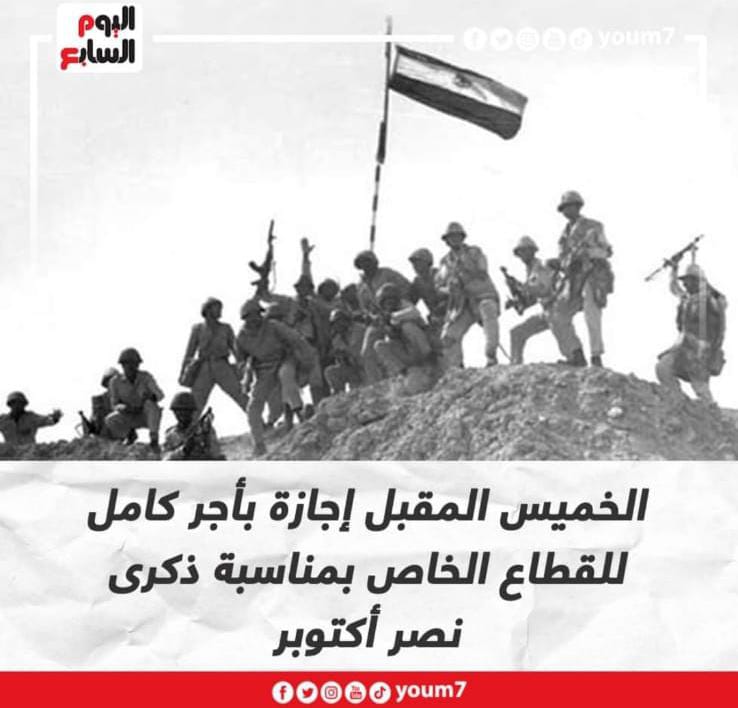 اليوم
السابع
youm7
الخميس المقبل إجازة بأجر كامل
للقطاع الخاص بمناسبة ذكرى
نصر أكتوبر
youm7